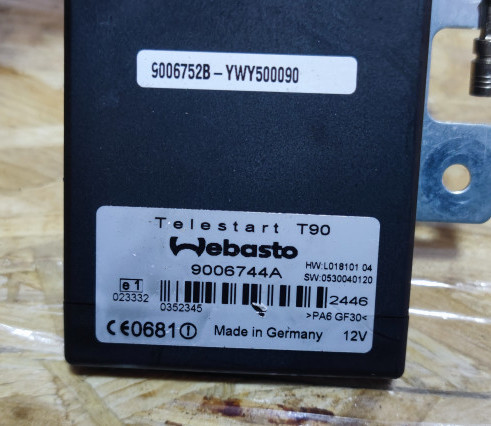 9006752B-YWY500090
Telestart T90
Webasto
9006744A
HW:L018101 04
SW:0530040120
e1
023332
0352345
2446
>PA6 GF30<
CE0681!
Made in Germany
12V